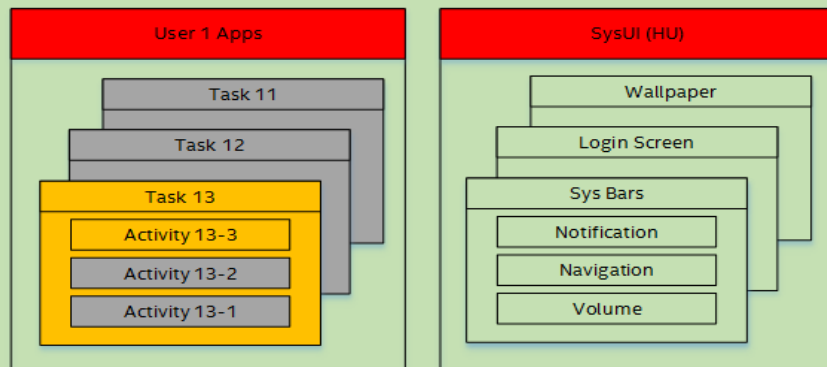 User 1 Apps
Task 11
Task 12
Task 13
Activity 13-3
Activity 13-2
Activity 13-1
SysUI (HU)
Wallpaper
Login Screen
Sys Bars
Notification
Navigation
Volume